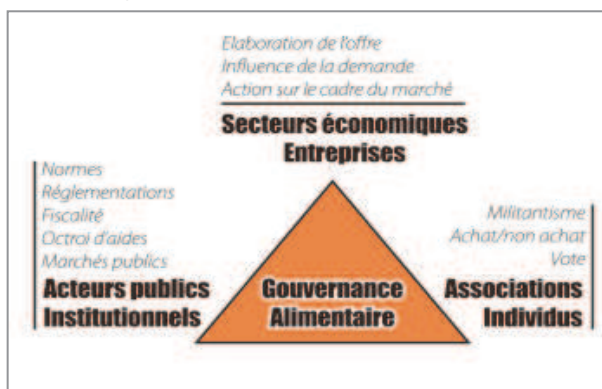 Elaboration de l'offre
Influence de la demande
Action sur le cadre du marché
Secteurs économiques
Entreprises
Normes
Réglementations
Fiscalité
Octroi d'aides
Marchés publics
Acteurs publics
Institutionnels
Gouvernance
Alimentaire
Militantisme
Achat/non achat
Vote
Associations
Individus